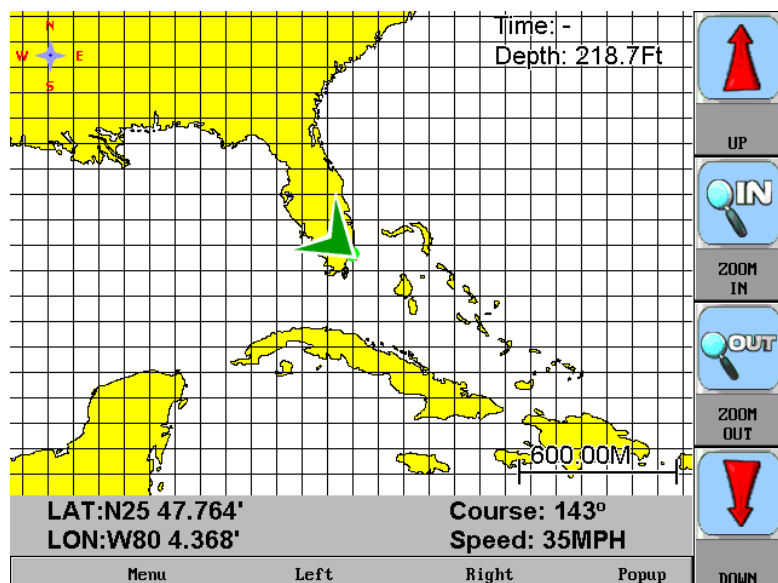 N
W E
S
Time: -
Depth: 218.7Ft
UP
IN
ZOOM
IN
OUT
ZOOM
OUT
600.00M
LAT:N25 47.764'
LON:W80 4.368'
Course: 143º
Speed: 35MPH
DOWN
Menu Left Right Popup